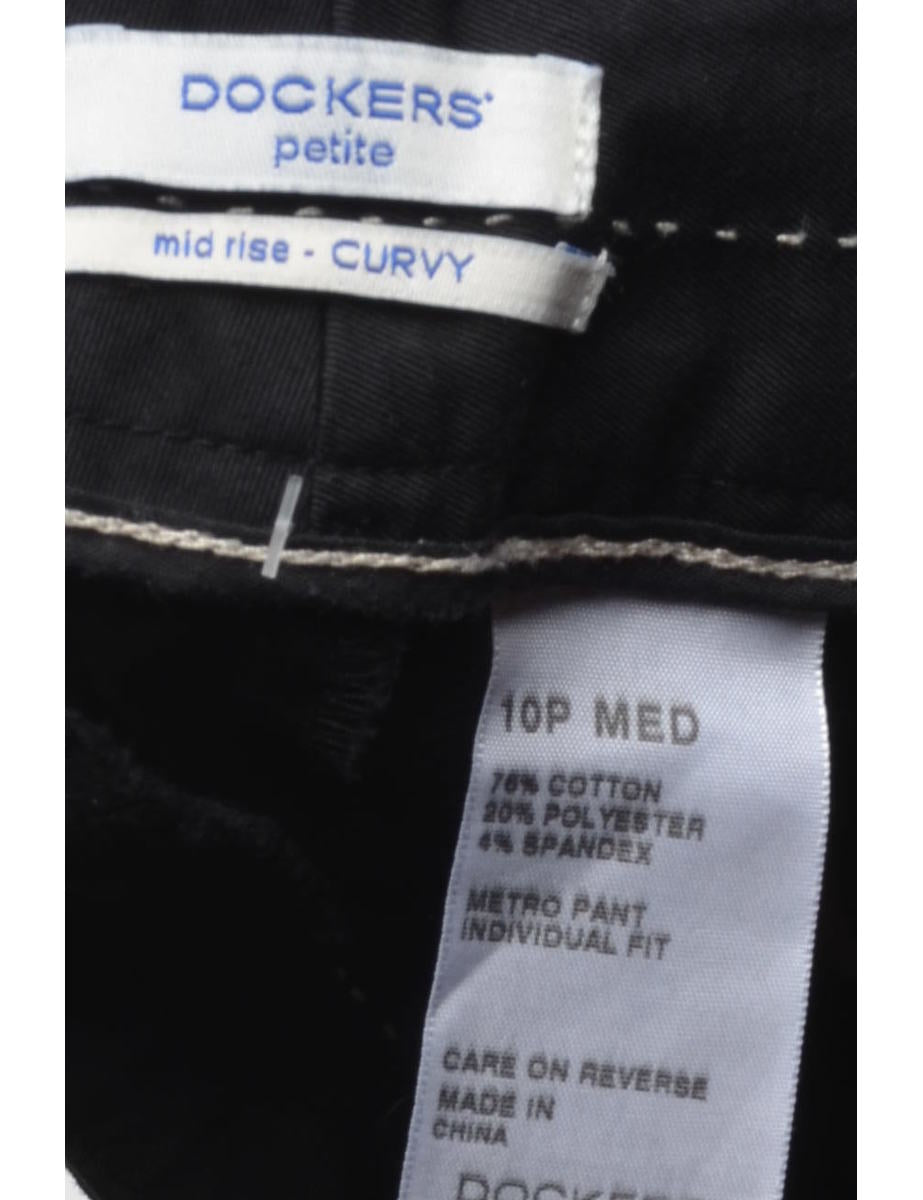 DOCKERS
petite
mid rise - CURVY
10P MED
76% COTTON
20% POLYESTER
4% SPANDEX
METRO PANT
INDIVIDUAL FIT
CARE ON REVERSE
MADE IN
CHINA
DOCKERS